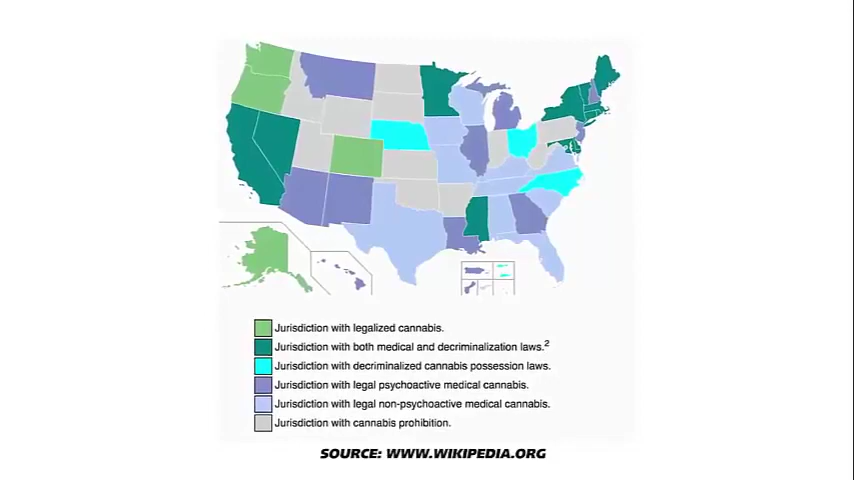 Jurisdiction with legalized cannabis.
Jurisdiction with both medical and decriminalization laws.2
Jurisdiction with decriminalized cannabis possession laws.
Jurisdiction with legal psychoactive medical cannabis.
Jurisdiction with legal non-psychoactive medical cannabis.
Jurisdiction with cannabis prohibition.
SOURCE: WWW.WIKIPEDIA.ORG